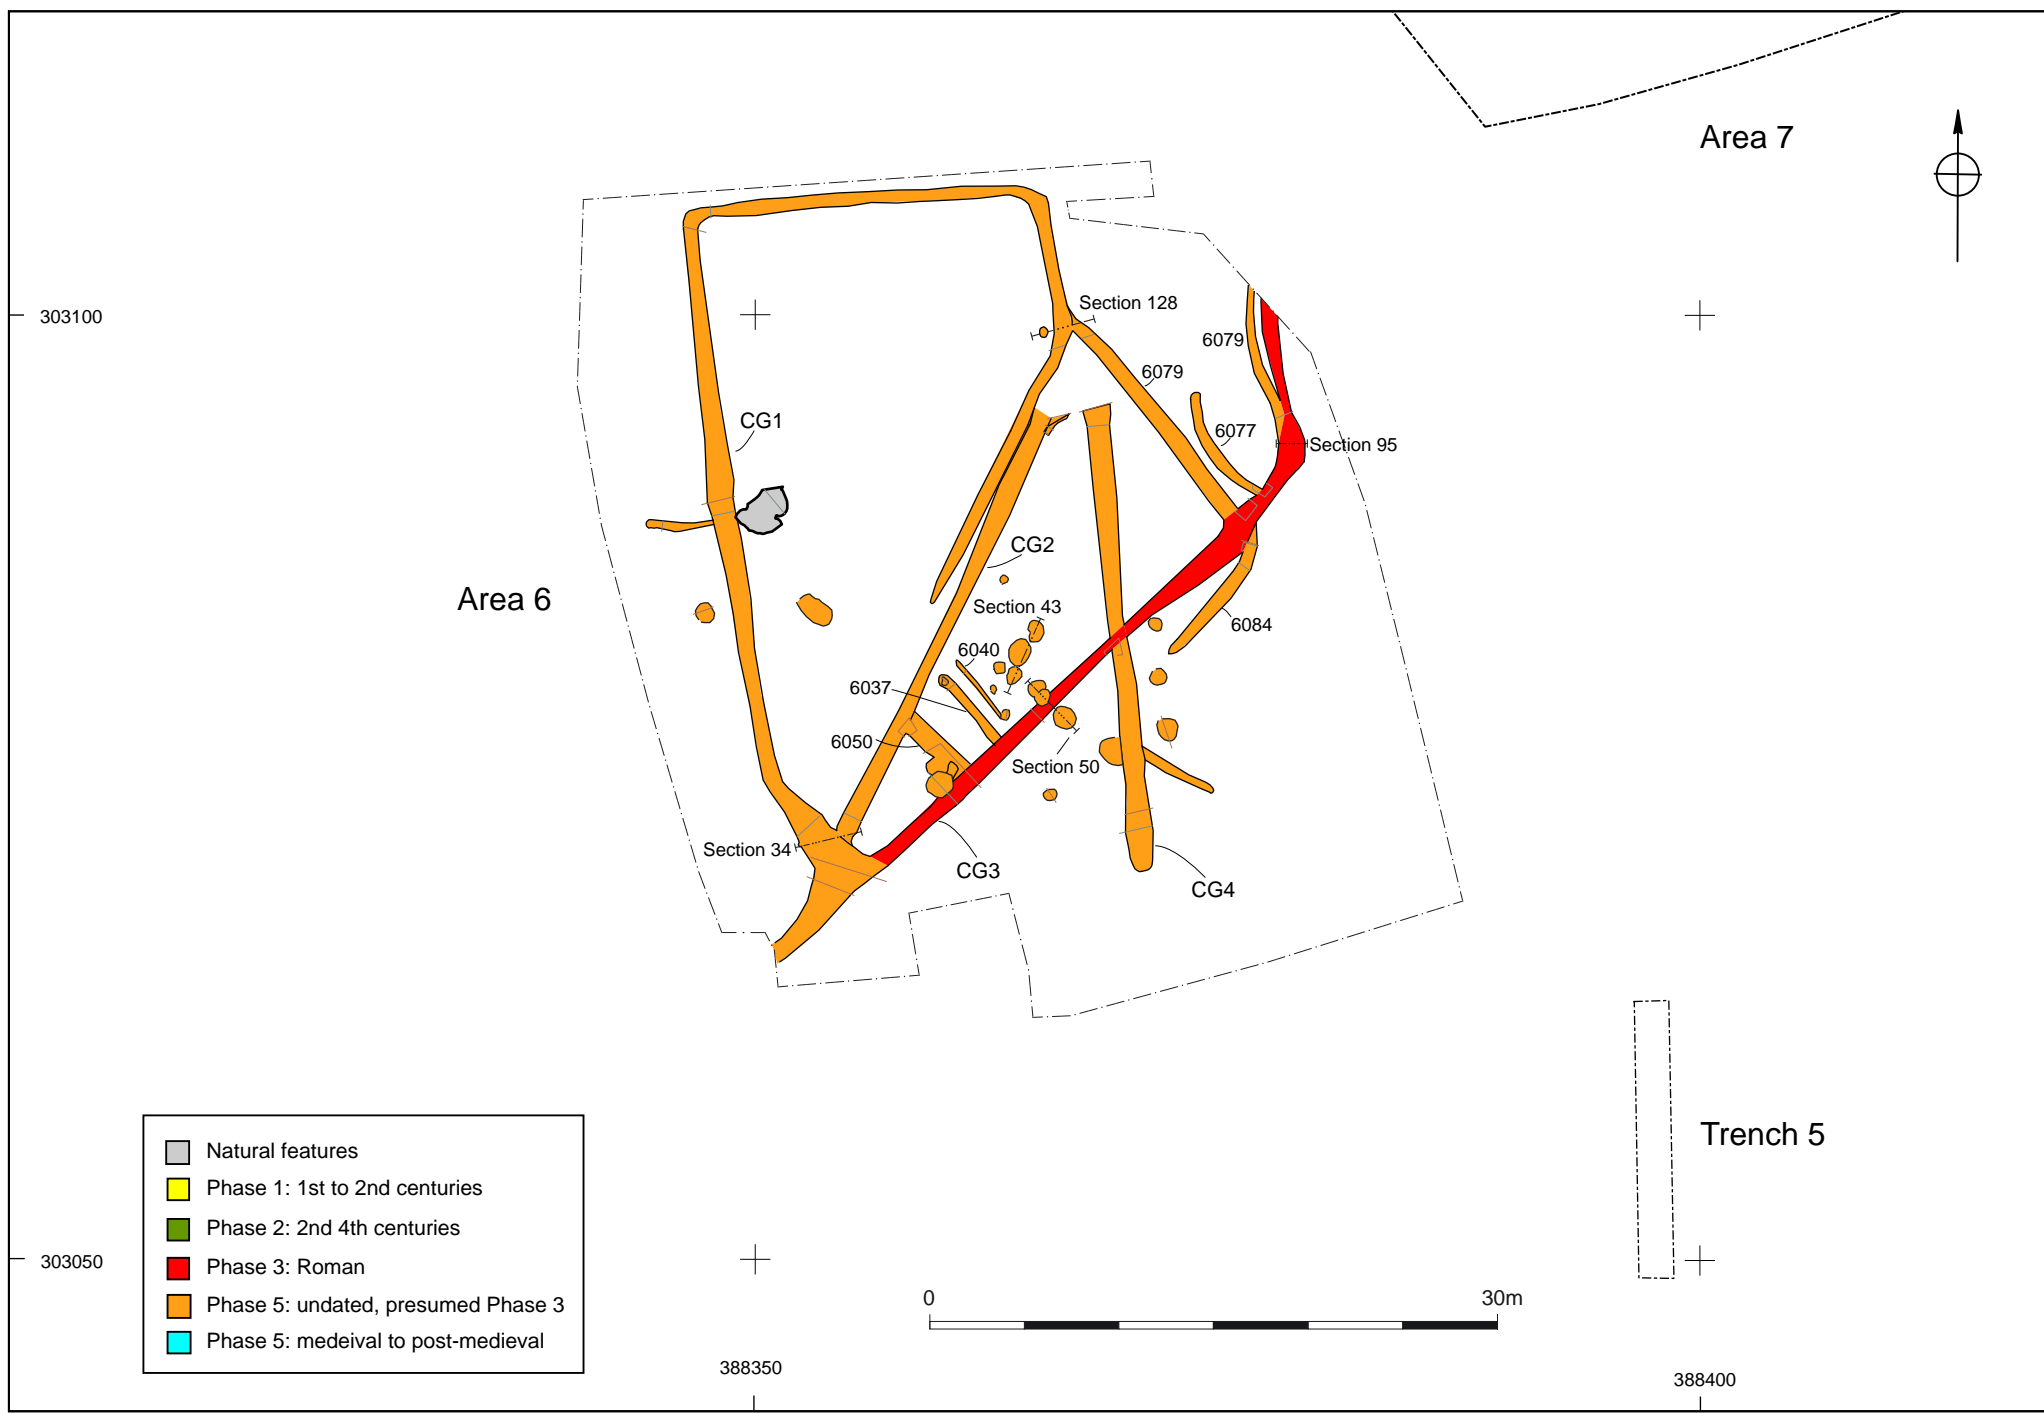 Area 7
Section 128
303100
6079
6079
CG1
6077
Section 95
CG2
Area 6
Section 43
6084
6040
6037
6050
Section 50
Section 34
CG3
CG4
Trench 5
Natural features
Phase 1: 1st to 2nd centuries
Phase 2: 2nd 4th centuries
Phase 3: Roman
Phase 5: undated, presumed Phase 3
Phase 5: medeival to post-medieval
303050
0
30m
388350
388400